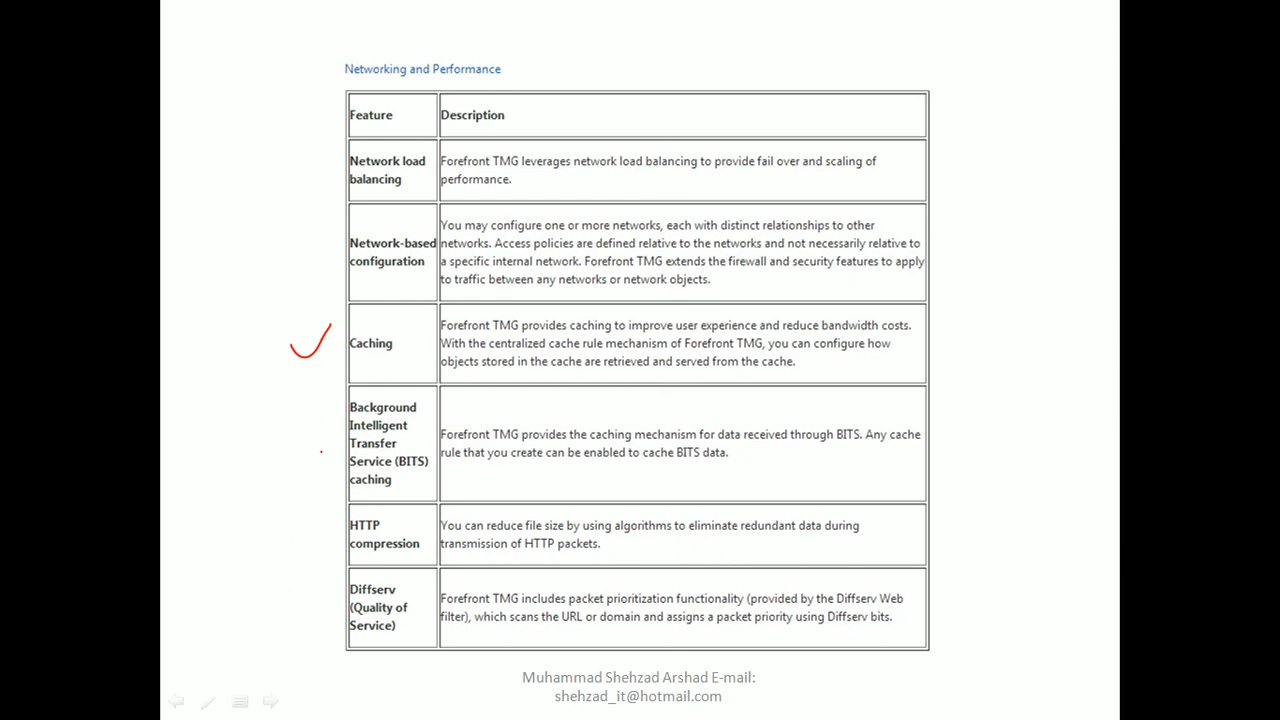 Networking and Performance
Feature
Description
Network load
balancing
Forefront TMG leverages network load balancing to provide fail over and scaling of
performance.
Network-based
configuration
You may configure one or more networks, each with distinct relationships to other
networks. Access policies are defined relative to the networks and not necessarily relative to
a specific internal network. Forefront TMG extends the firewall and security features to apply
to traffic between any networks or network objects.
Caching
Forefront TMG provides caching to improve user experience and reduce bandwidth costs.
With the centralized cache rule mechanism of Forefront TMG, you can configure how
objects stored in the cache are retrieved and served from the cache.
Background
Intelligent
Transfer
Service (BITS)
caching
Forefront TMG provides the caching mechanism for data received through BITS. Any cache
rule that you create can be enabled to cache BITS data.
HTTP
compression
You can reduce file size by using algorithms to eliminate redundant data during
transmission of HTTP packets.
Diffserv
(Quality of
Service)
Forefront TMG includes packet prioritization functionality (provided by the Diffserv Web
filter), which scans the URL or domain and assigns a packet priority using Diffserv bits.
Muhammad Shehzad Arshad E-mail:
shehzad_it@hotmail.com